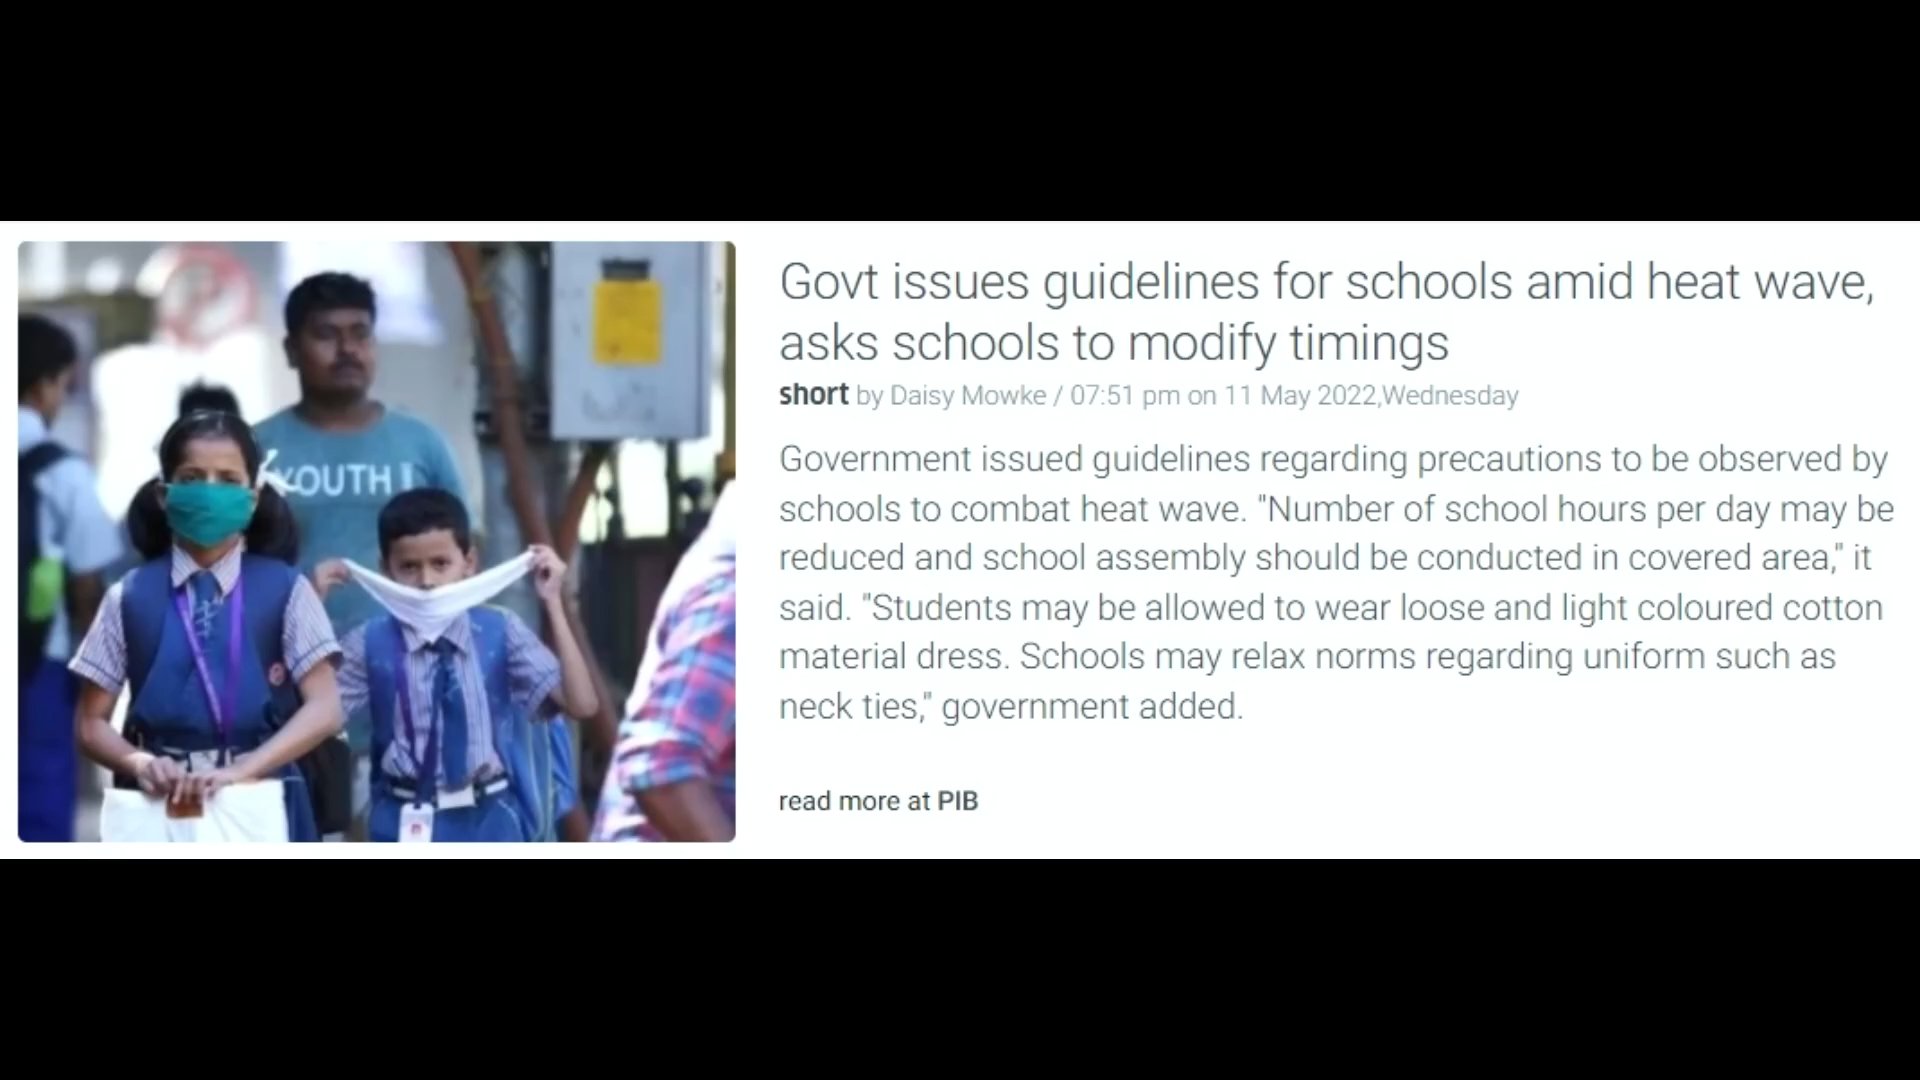 YOUTH
Govt issues guidelines for schools amid heat wave,
asks schools to modify timings
short by Daisy Mowke / 07:51 pm on 11 May 2022,Wednesday
Government issued guidelines regarding precautions to be observed by
schools to combat heat wave. "Number of school hours per day may be
reduced and school assembly should be conducted in covered area," it
said. "Students may be allowed to wear loose and light coloured cotton
material dress. Schools may relax norms regarding uniform such as
neck ties," government added.
read more at PIB